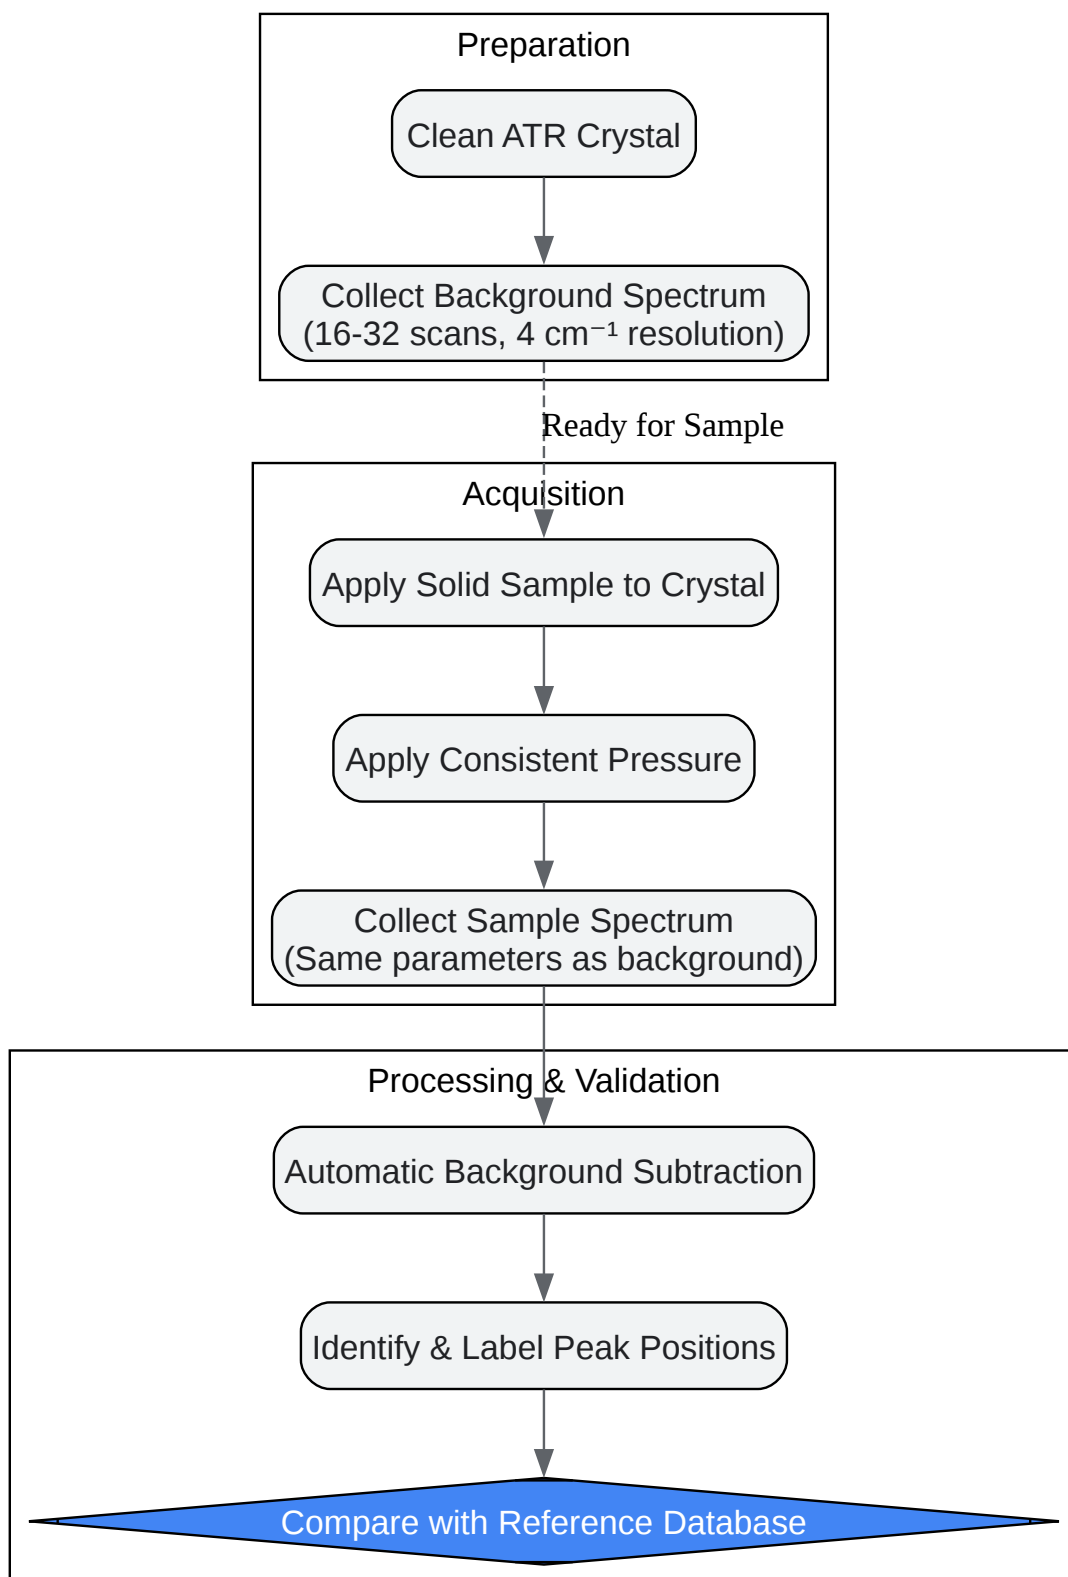 Preparation
Clean ATR Crystal
Collect Background Spectrum
(16-32 scans, 4 cm⁻¹ resolution)
Ready for Sample
Acquisition
Apply Solid Sample to Crystal
Apply Consistent Pressure
Collect Sample Spectrum
(Same parameters as background)
Processing & Validation
Automatic Background Subtraction
Identify & Label Peak Positions
Compare with Reference Database